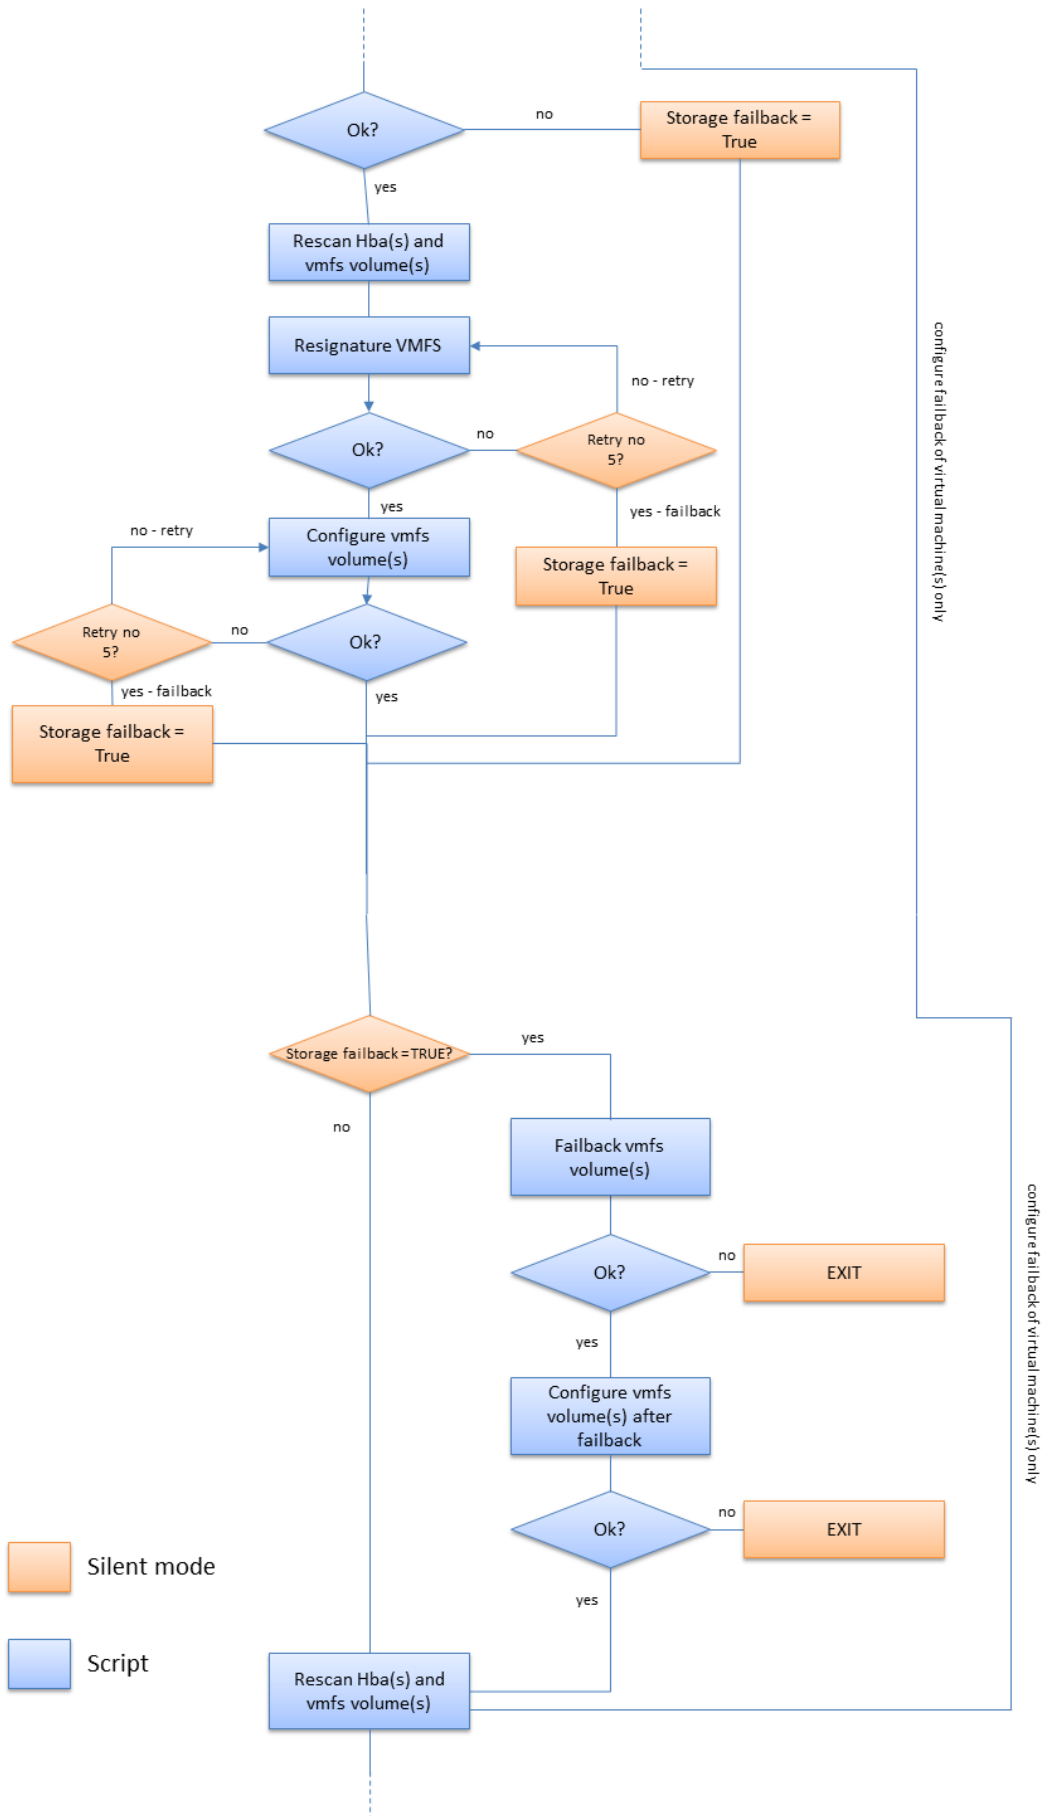 Ok?
no
Storage failback =
True
yes
Rescan Hba(s) and
vmfs volume(s)
Resignature VMFS
no - retry
Ok?
no
Retry no
5?
yes
yes - failback
no - retry
Configure vmfs
volume(s)
Storage failback =
True
Retry no
5?
no
Ok?
yes - failback
yes
Storage failback =
True
configure failback of virtual machine(s) only
Storage failback =TRUE?
yes
no
Failback vmfs
volume(s)
Ok?
no
EXIT
yes
Configure vmfs
volume(s) after
failback
Ok?
no
EXIT
yes
configure failback of virtual machine(s) only
Silent mode
Script
Rescan Hba(s) and
vmfs volume(s)